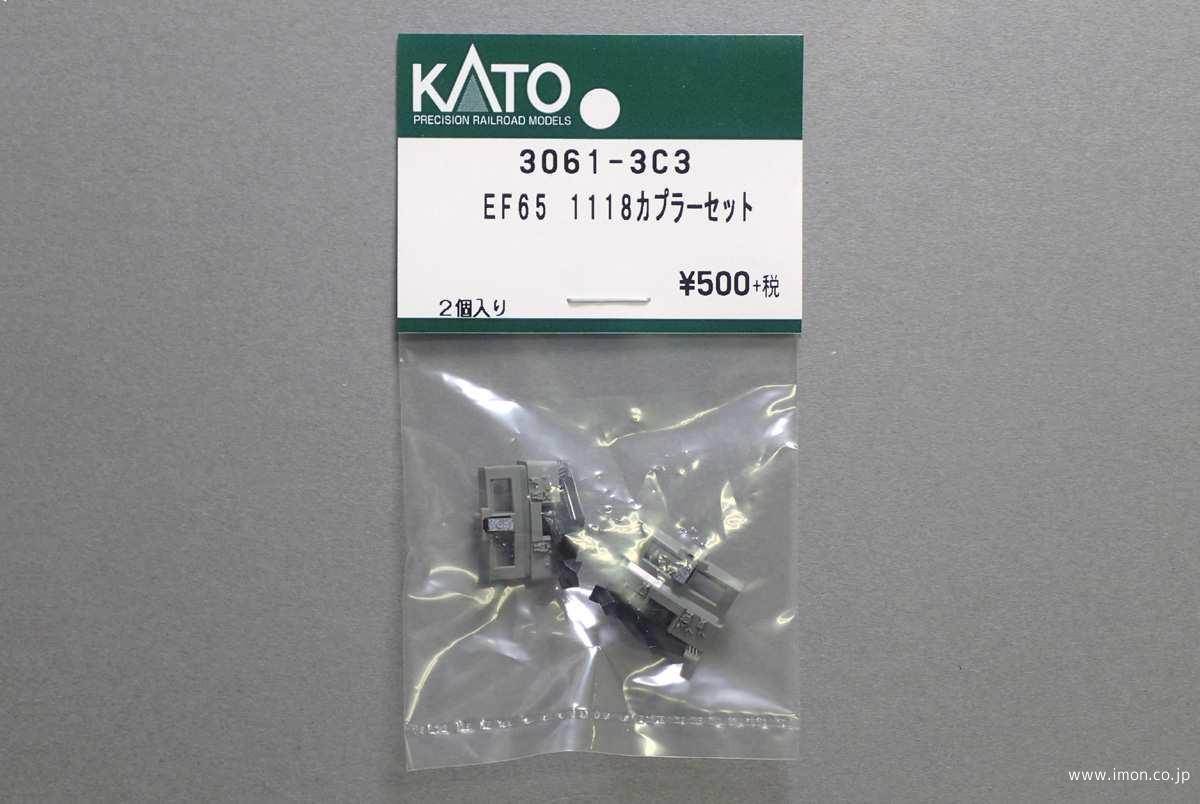 KATO
PRECISION RAILROAD MODELS
3061-3C3
EF65 1118カプラーセット
¥500+税
2個入り
www.imon.co.jp